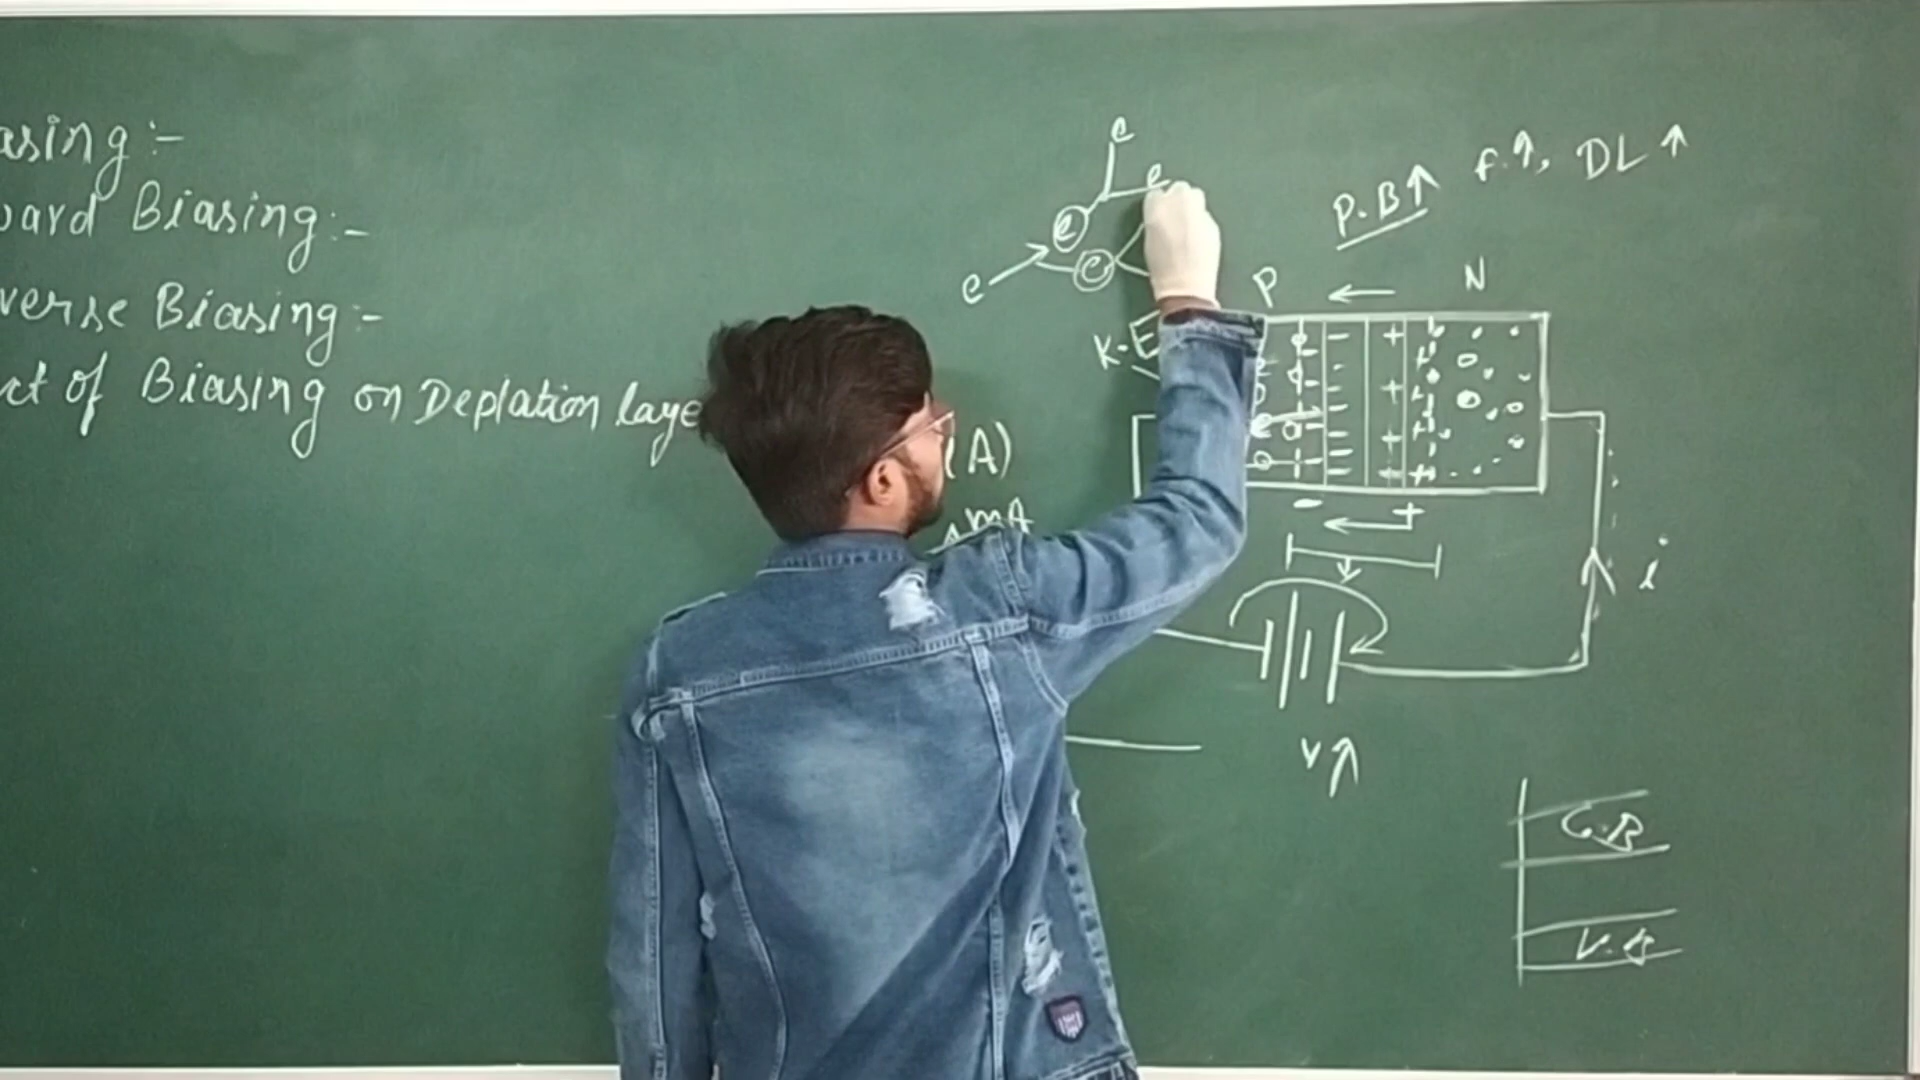 asing:-
ward Biasing:-
verse Biasing:-
ct of Biasing on Deplation laye
e
e
e
e
e
P.B↑ f.↑, DL↑
P ← N
K.E
(A)
mA
- +
i
V↑
C.B
V.B